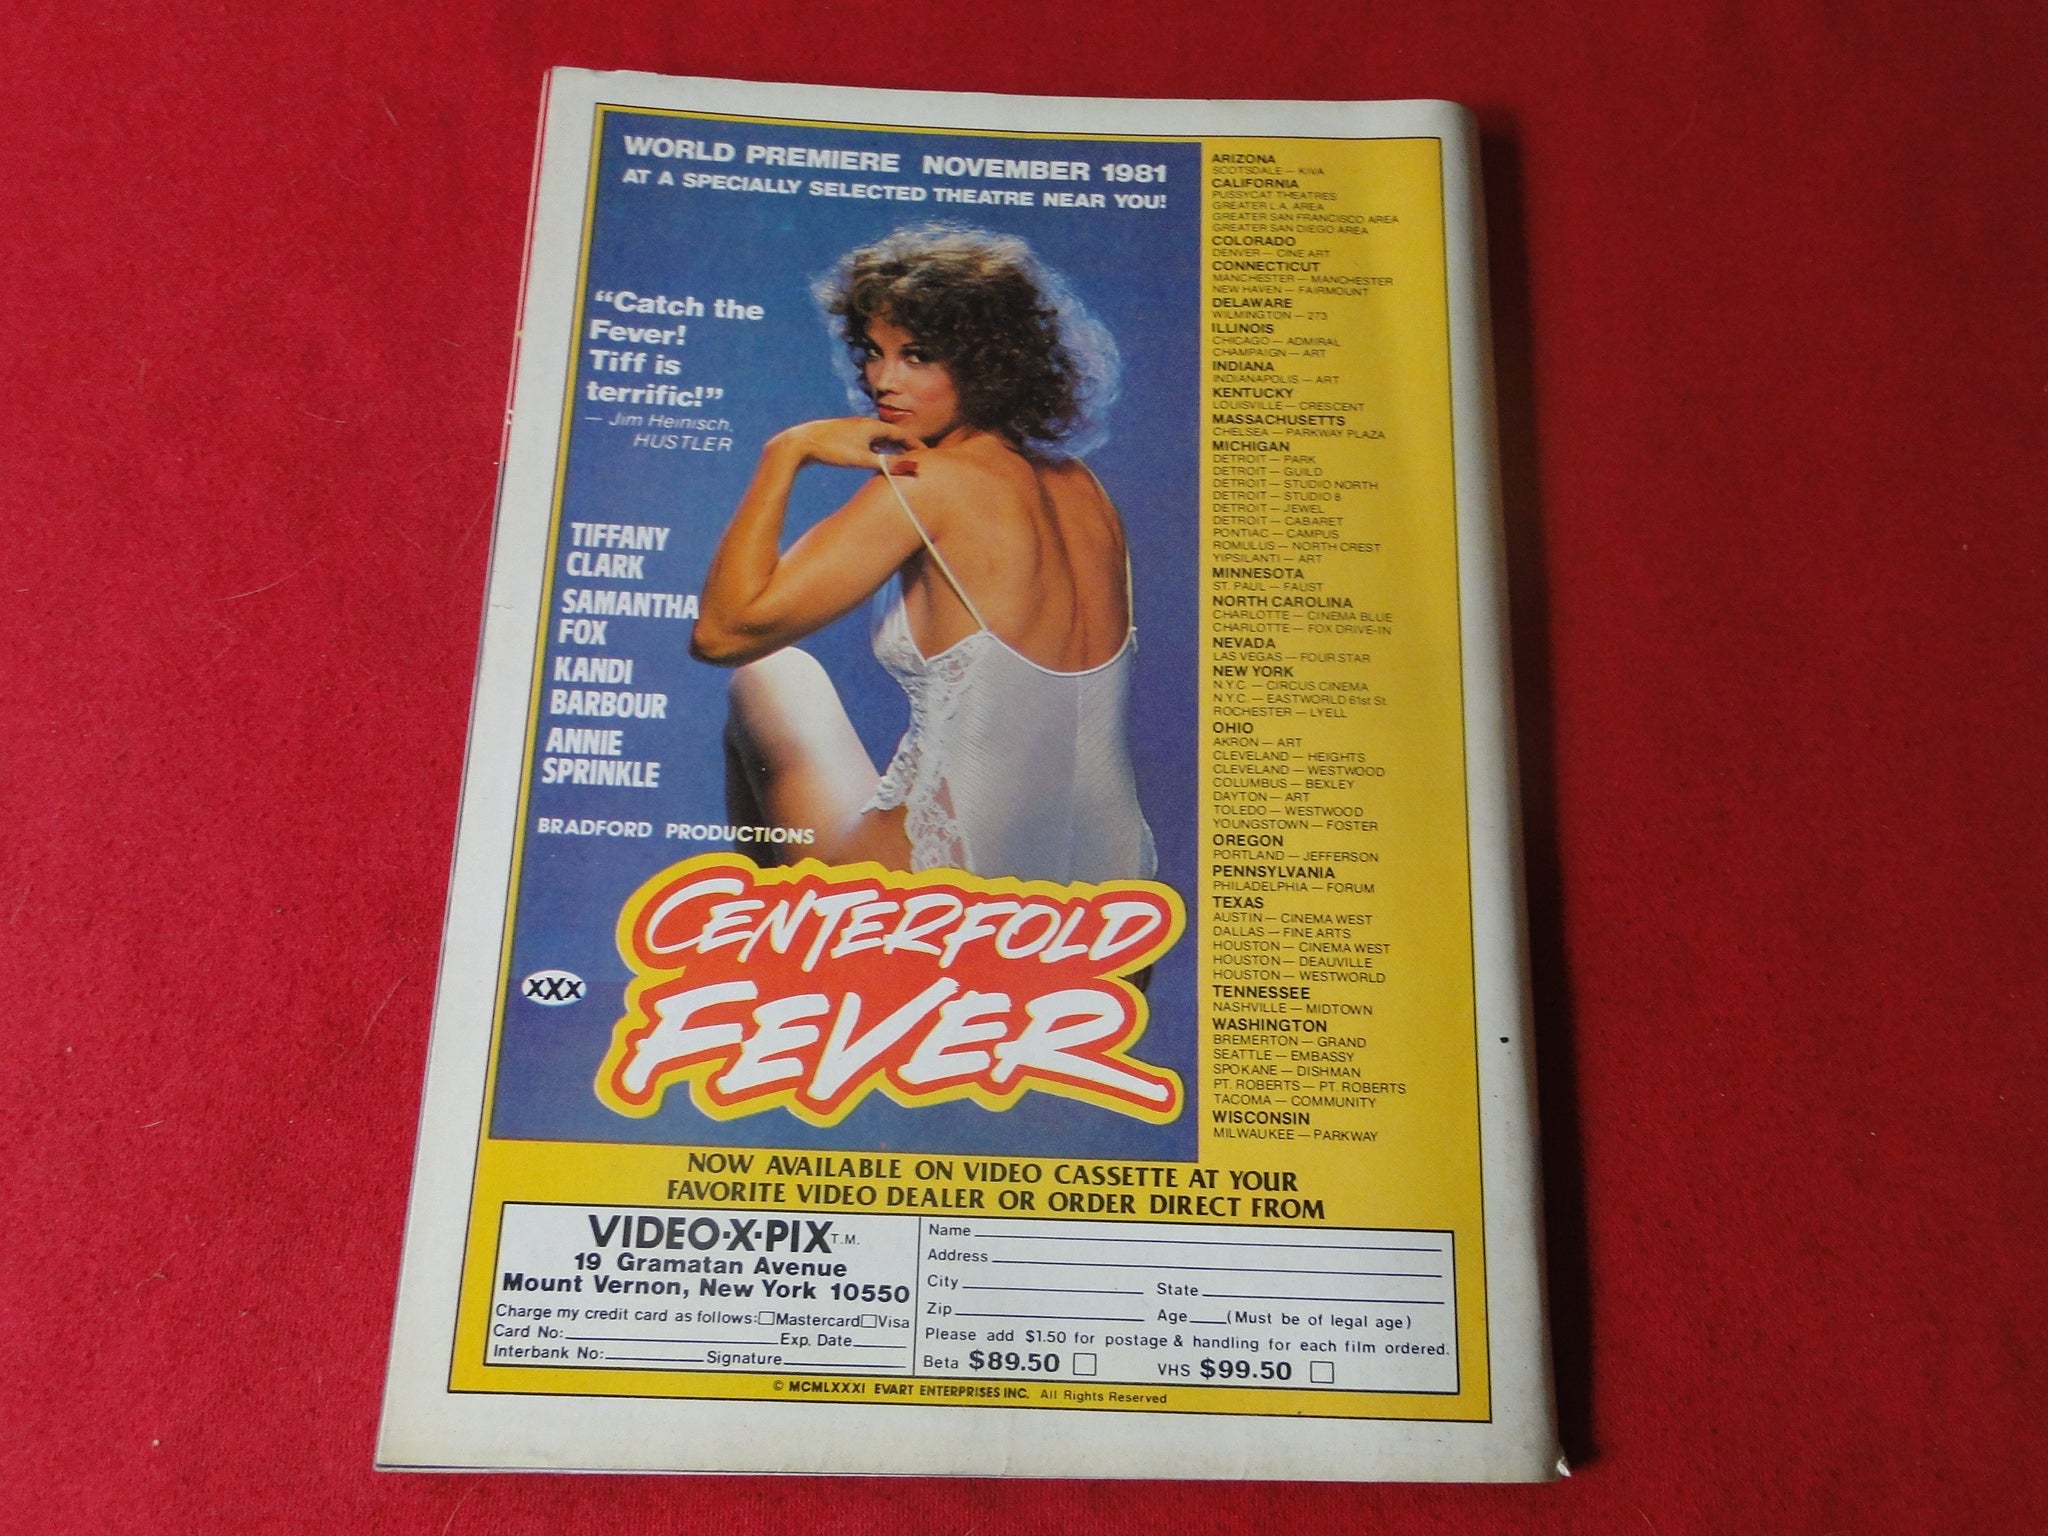 WORLD PREMIERE NOVEMBER 1981
AT A SPECIALLY SELECTED THEATRE NEAR YOU!
“Catch the
Fever!
Tiff is
terrific!”
— Jim Heinisch,
HUSTLER
TIFFANY
CLARK
SAMANTHA
FOX
KANDI
BARBOUR
ANNIE
SPRINKLE
BRADFORD PRODUCTIONS
CENTERFOLD
FEVER
XXX
ARIZONA
SCOTSDALE — KIVA
CALIFORNIA
PUSSYCAT THEATRES
GREATER L.A. AREA
GREATER SAN FRANCISCO AREA
GREATER SAN DIEGO AREA
COLORADO
DENVER — CINE ART
CONNECTICUT
MANCHESTER — MANCHESTER
NEW HAVEN — FAIRMOUNT
DELAWARE
WILMINGTON — 273
ILLINOIS
CHICAGO — ADMIRAL
CHAMPAIGN — ART
INDIANA
INDIANAPOLIS — ART
KENTUCKY
LOUISVILLE — CRESCENT
MASSACHUSETTS
CHELSEA — PARKWAY PLAZA
MICHIGAN
DETROIT — PARK
DETROIT — GUILD
DETROIT — STUDIO NORTH
DETROIT — STUDIO 8
DETROIT — JEWEL
DETROIT — CABARET
PONTIAC — CAMPUS
ROMULUS — NORTH CREST
YIPSILANTI — ART
MINNESOTA
ST. PAUL — FAUST
NORTH CAROLINA
CHARLOTTE — CINEMA BLUE
CHARLOTTE — FOX DRIVE-IN
NEVADA
LAS VEGAS — FOUR STAR
NEW YORK
N.Y.C. — CIRCUS CINEMA
N.Y.C. — EASTWORLD 61st St.
ROCHESTER — LYELL
OHIO
AKRON — ART
CLEVELAND — HEIGHTS
CLEVELAND — WESTWOOD
COLUMBUS — BEXLEY
DAYTON — ART
TOLEDO — WESTWOOD
YOUNGSTOWN — FOSTER
OREGON
PORTLAND — JEFFERSON
PENNSYLVANIA
PHILADELPHIA — FORUM
TEXAS
AUSTIN — CINEMA WEST
DALLAS — FINE ARTS
HOUSTON — CINEMA WEST
HOUSTON — DEAUVILLE
HOUSTON — WESTWORLD
TENNESSEE
NASHVILLE — MIDTOWN
WASHINGTON
BREMERTON — GRAND
SEATTLE — EMBASSY
SPOKANE — DISHMAN
PT. ROBERTS — PT. ROBERTS
TACOMA — COMMUNITY
WISCONSIN
MILWAUKEE — PARKWAY
NOW AVAILABLE ON VIDEO CASSETTE AT YOUR
FAVORITE VIDEO DEALER OR ORDER DIRECT FROM
VIDEO·X·PIX T.M.
19 Gramatan Avenue
Mount Vernon, New York 10550
Charge my credit card as follows: Mastercard Visa
Card No: Exp. Date
Interbank No: Signature
Name
Address
City State
Zip Age (Must be of legal age)
Please add $1.50 for postage & handling for each film ordered.
Beta $89.50 VHS $99.50
© MCMLXXXI EVART ENTERPRISES INC. All Rights Reserved